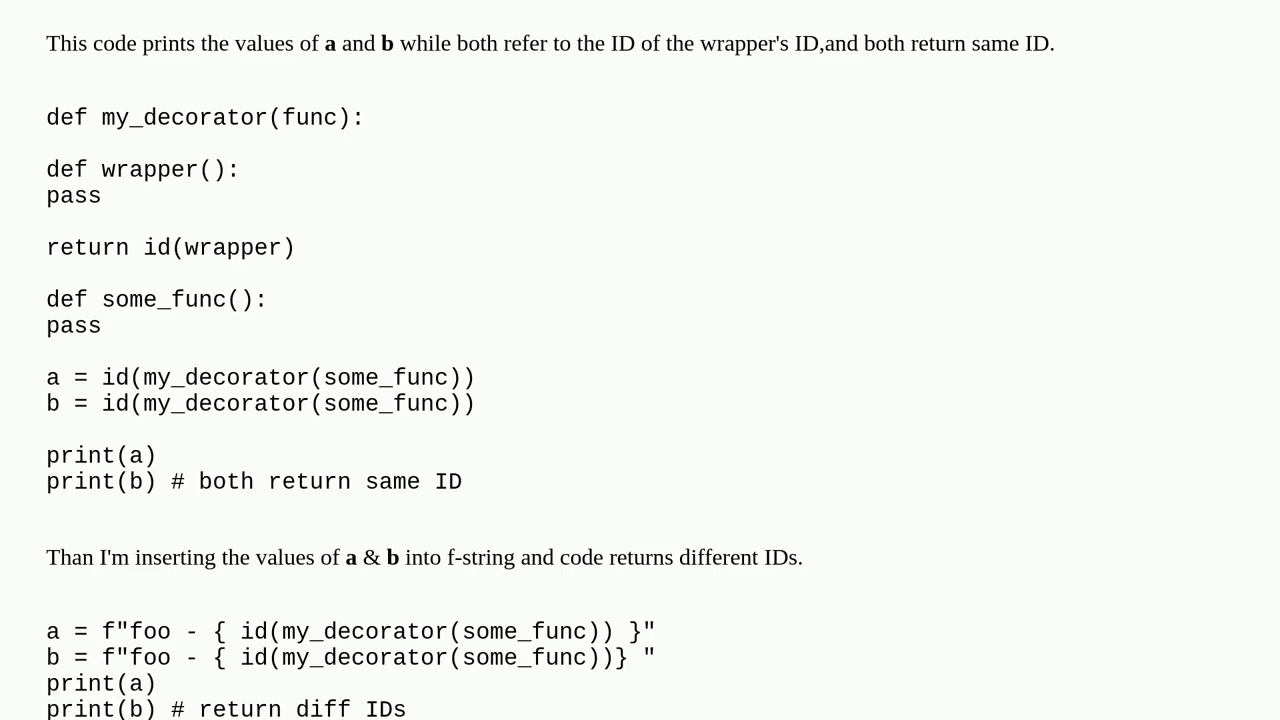 This code prints the values of a and b while both refer to the ID of the wrapper's ID,and both return same ID.
def my_decorator(func):
def wrapper():
pass
return id(wrapper)
def some_func():
pass
a = id(my_decorator(some_func))
b = id(my_decorator(some_func))
print(a)
print(b) # both return same ID
Than I'm inserting the values of a & b into f-string and code returns different IDs.
a = f"foo - { id(my_decorator(some_func)) }"
b = f"foo - { id(my_decorator(some_func))} "
print(a)
print(b) # return diff IDs